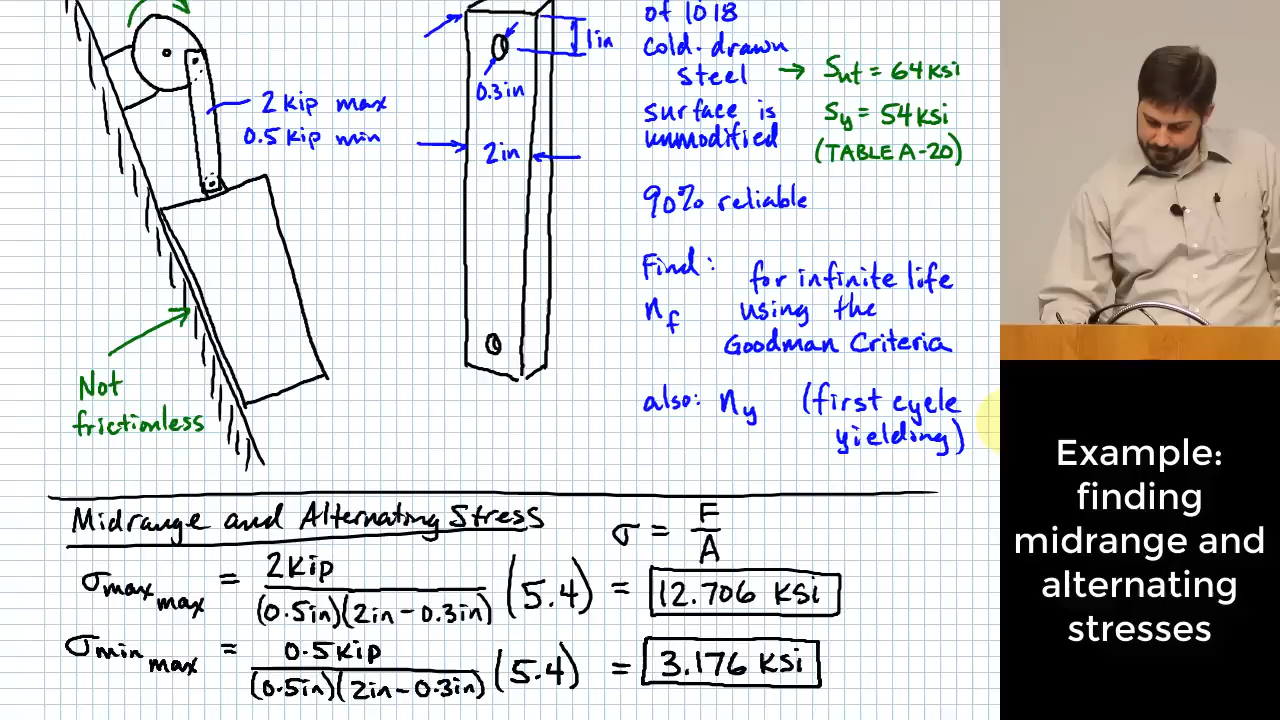 of 1018
cold-drawn
steel → Sut = 64 ksi
surface is
unmodified
Sy = 54 ksi
(TABLE A-20)
90% reliable
Find: for infinite life
nf using the
Goodman Criteria
also: ny (first cycle
yielding)
2 kip max
0.5 kip min
1in
0.3in
2in
Not
frictionless
Midrange and Alternating Stress σ = F/A
σmax max = 2kip / (0.5in)(2in-0.3in) (5.4) = 12.706 ksi
σmin max = 0.5kip / (0.5in)(2in-0.3in) (5.4) = 3.176 ksi
Example:
finding
midrange and
alternating
stresses